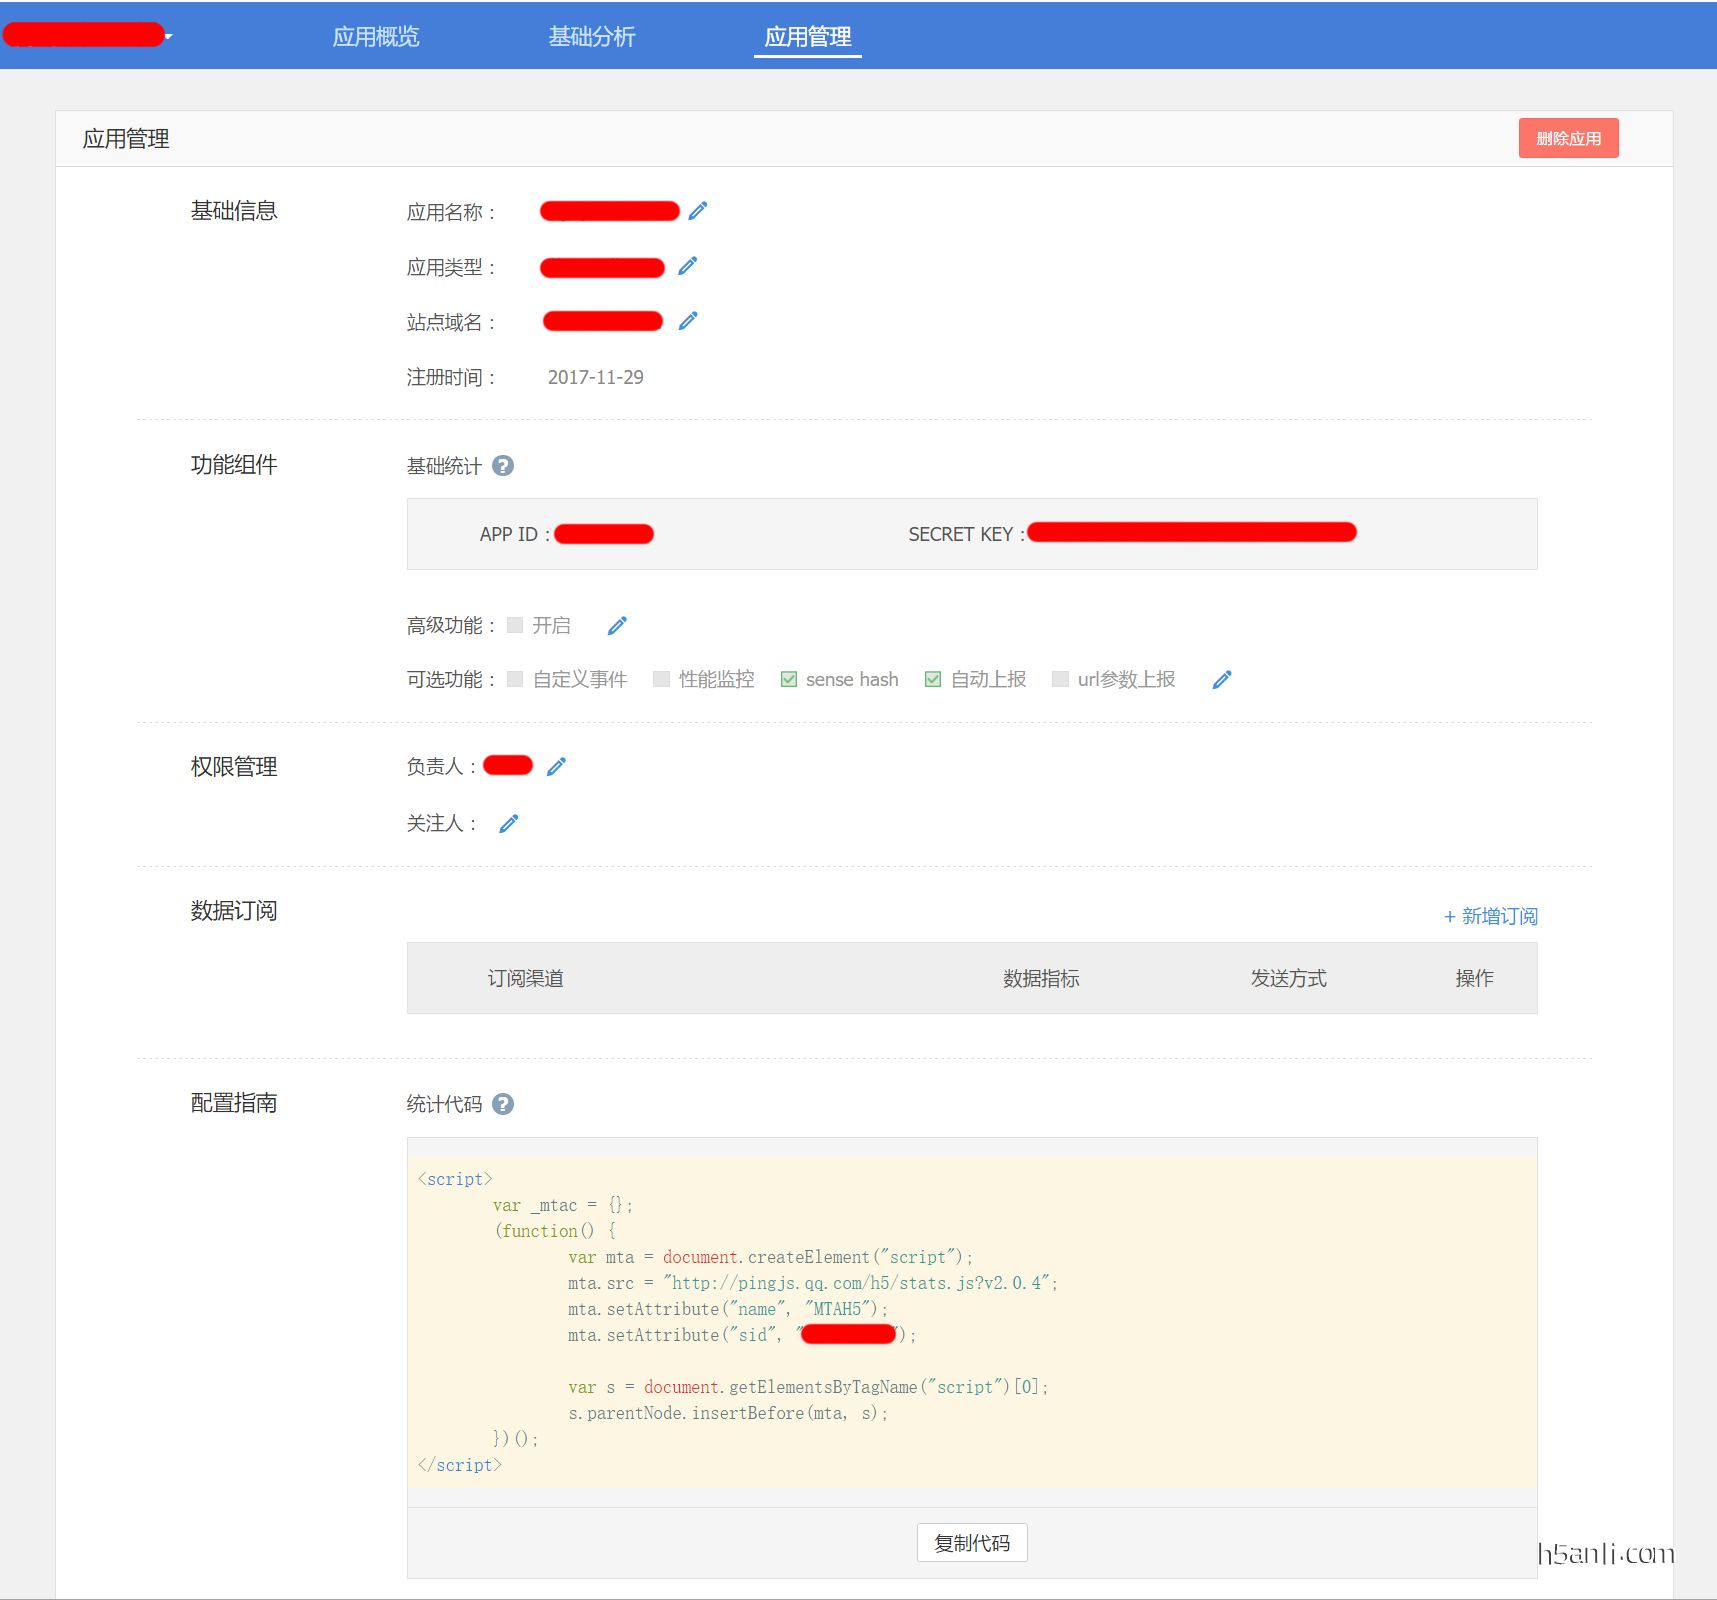 应用概览 基础分析 应用管理
应用管理 删除应用
基础信息 应用名称：
应用类型：
站点域名：
注册时间： 2017-11-29
功能组件 基础统计 ?
APP ID : SECRET KEY :
高级功能： 开启
可选功能： 自定义事件 性能监控 sense hash 自动上报 url参数上报
权限管理 负责人：
关注人：
数据订阅 + 新增订阅
订阅渠道 数据指标 发送方式 操作
配置指南 统计代码 ?
<script>
var _mtac = {};
(function() {
var mta = document.createElement("script");
mta.src = "http://pingjs.qq.com/h5/stats.js?v2.0.4";
mta.setAttribute("name", "MTAH5");
mta.setAttribute("sid", "");
var s = document.getElementsByTagName("script")[0];
s.parentNode.insertBefore(mta, s);
})();
</script>
复制代码
h5anli.com